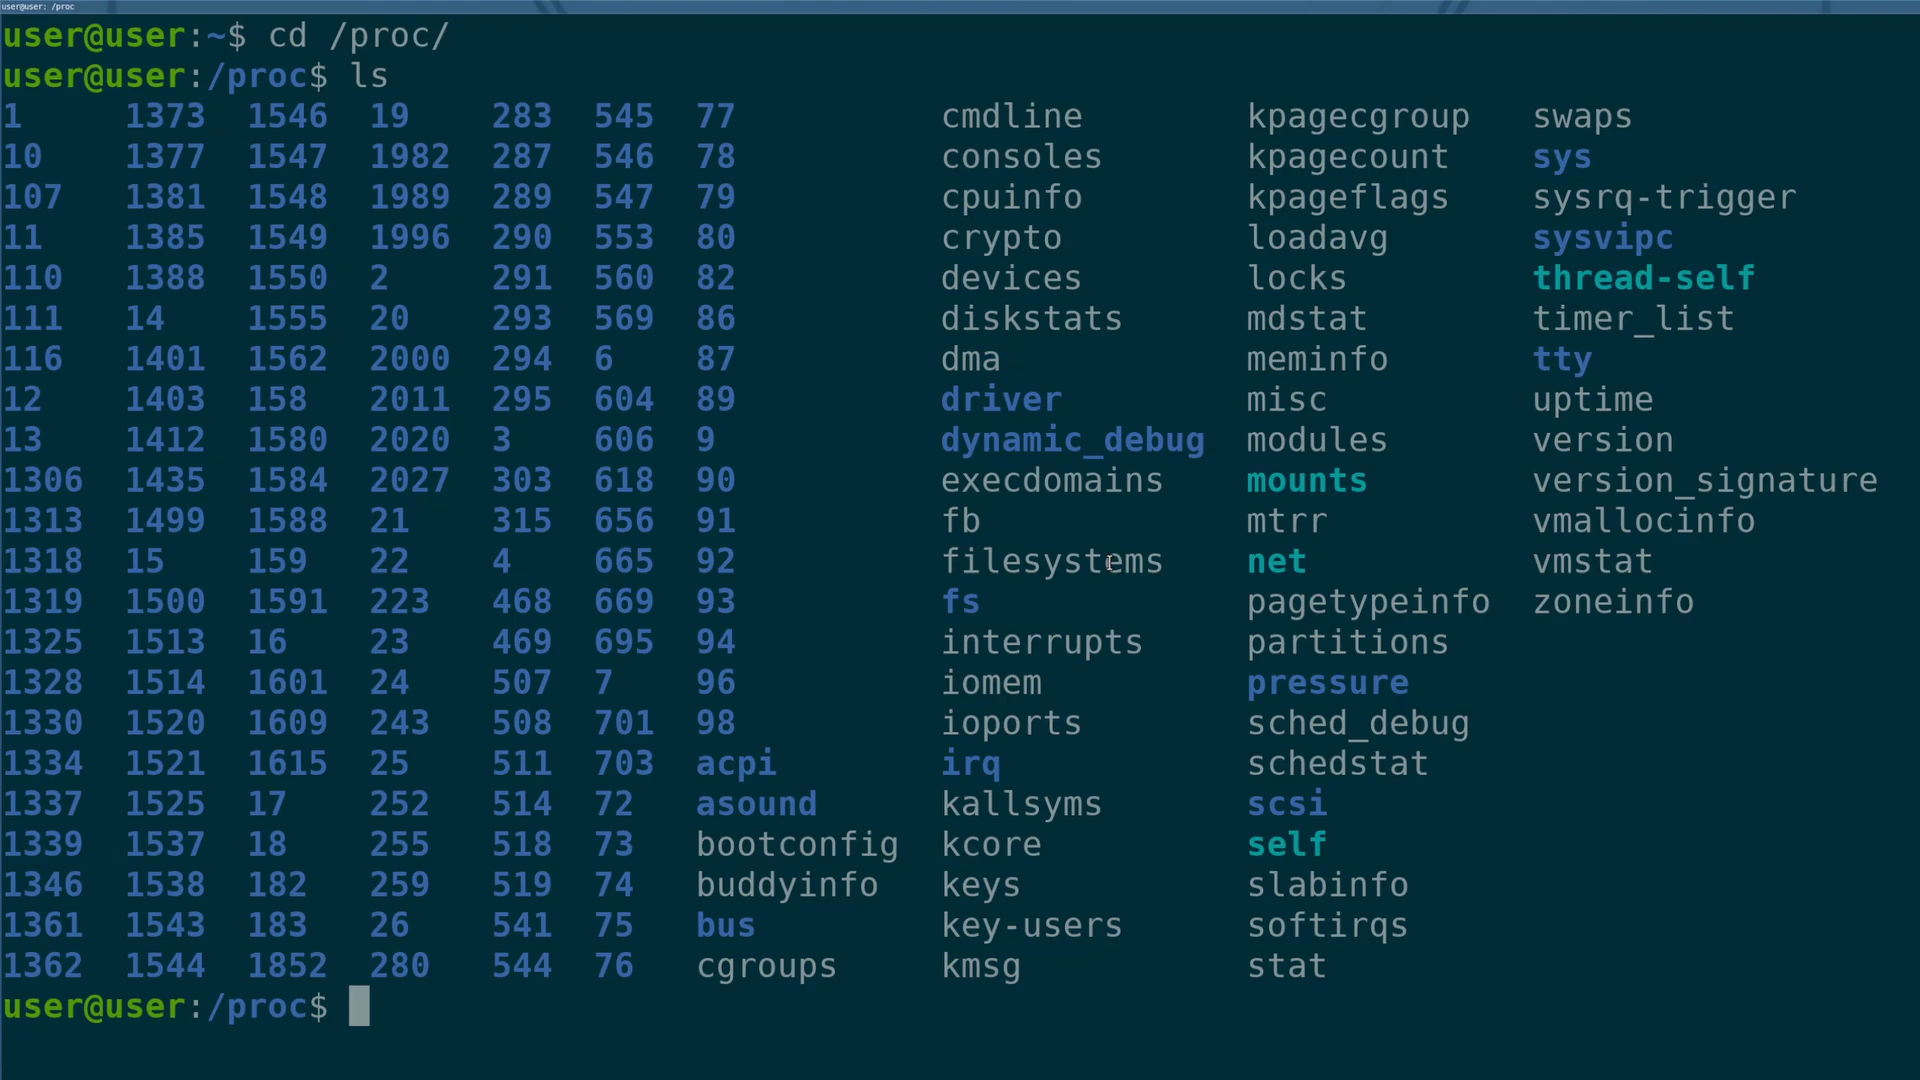 user@user: /proc
user@user:~$ cd /proc/
user@user:/proc$ ls
1 1373 1546 19 283 545 77 cmdline kpagecgroup swaps
10 1377 1547 1982 287 546 78 consoles kpagecount sys
107 1381 1548 1989 289 547 79 cpuinfo kpageflags sysrq-trigger
11 1385 1549 1996 290 553 80 crypto loadavg sysvipc
110 1388 1550 2 291 560 82 devices locks thread-self
111 14 1555 20 293 569 86 diskstats mdstat timer_list
116 1401 1562 2000 294 6 87 dma meminfo tty
12 1403 158 2011 295 604 89 driver misc uptime
13 1412 1580 2020 3 606 9 dynamic_debug modules version
1306 1435 1584 2027 303 618 90 execdomains mounts version_signature
1313 1499 1588 21 315 656 91 fb mtrr vmallocinfo
1318 15 159 22 4 665 92 filesystems net vmstat
1319 1500 1591 223 468 669 93 fs pagetypeinfo zoneinfo
1325 1513 16 23 469 695 94 interrupts partitions
1328 1514 1601 24 507 7 96 iomem pressure
1330 1520 1609 243 508 701 98 ioports sched_debug
1334 1521 1615 25 511 703 acpi irq schedstat
1337 1525 17 252 514 72 asound kallsyms scsi
1339 1537 18 255 518 73 bootconfig kcore self
1346 1538 182 259 519 74 buddyinfo keys slabinfo
1361 1543 183 26 541 75 bus key-users softirqs
1362 1544 1852 280 544 76 cgroups kmsg stat
user@user:/proc$